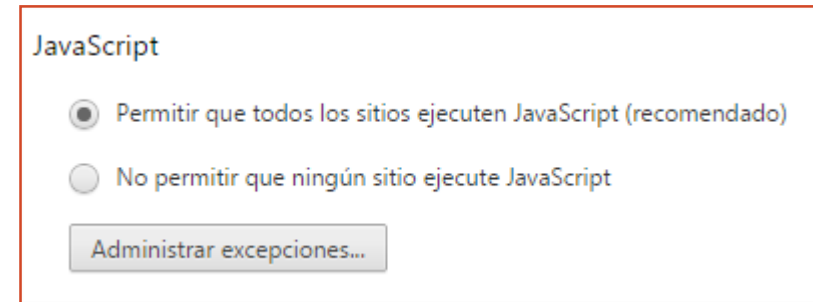 JavaScript
Permitir que todos los sitios ejecuten JavaScript (recomendado)
No permitir que ningún sitio ejecute JavaScript
Administrar excepciones...